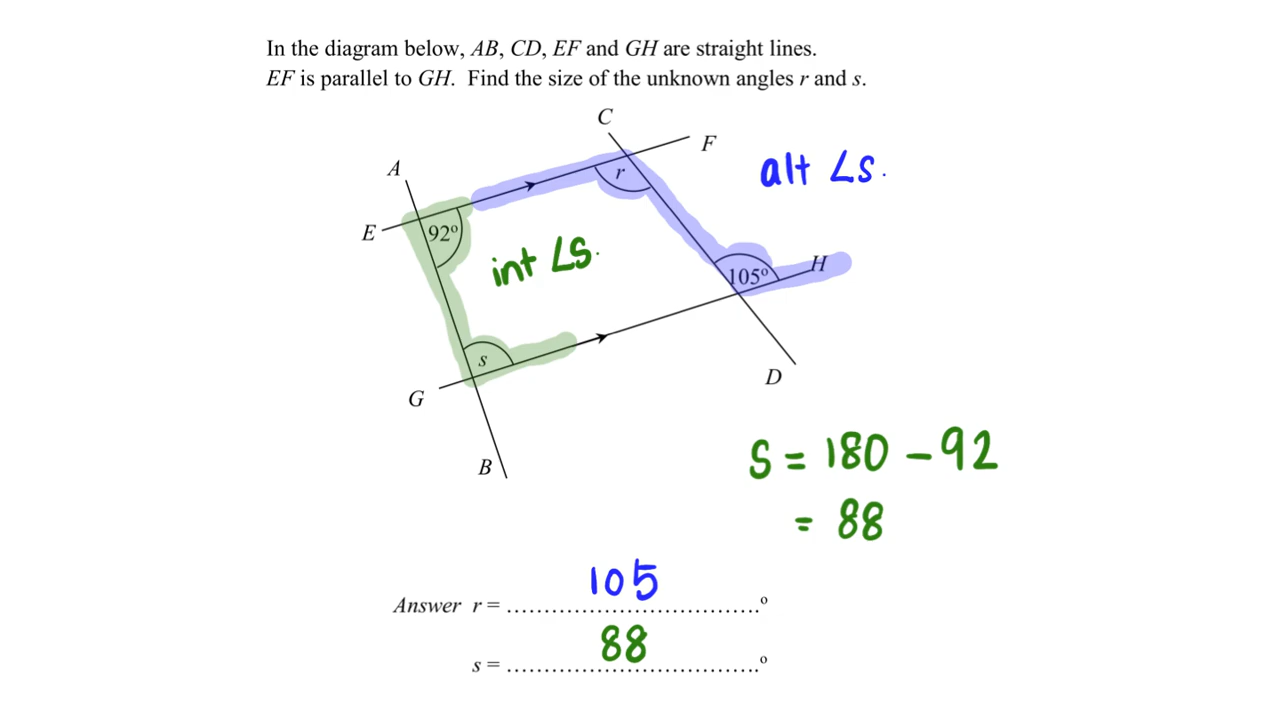 In the diagram below, AB, CD, EF and GH are straight lines.
EF is parallel to GH. Find the size of the unknown angles r and s.
C
F
A
r
alt ∠s.
E
92°
int ∠s.
H
105°
s
G
D
B
S = 180 - 92
= 88
105
Answer r = ....................................°
88
s = ....................................°